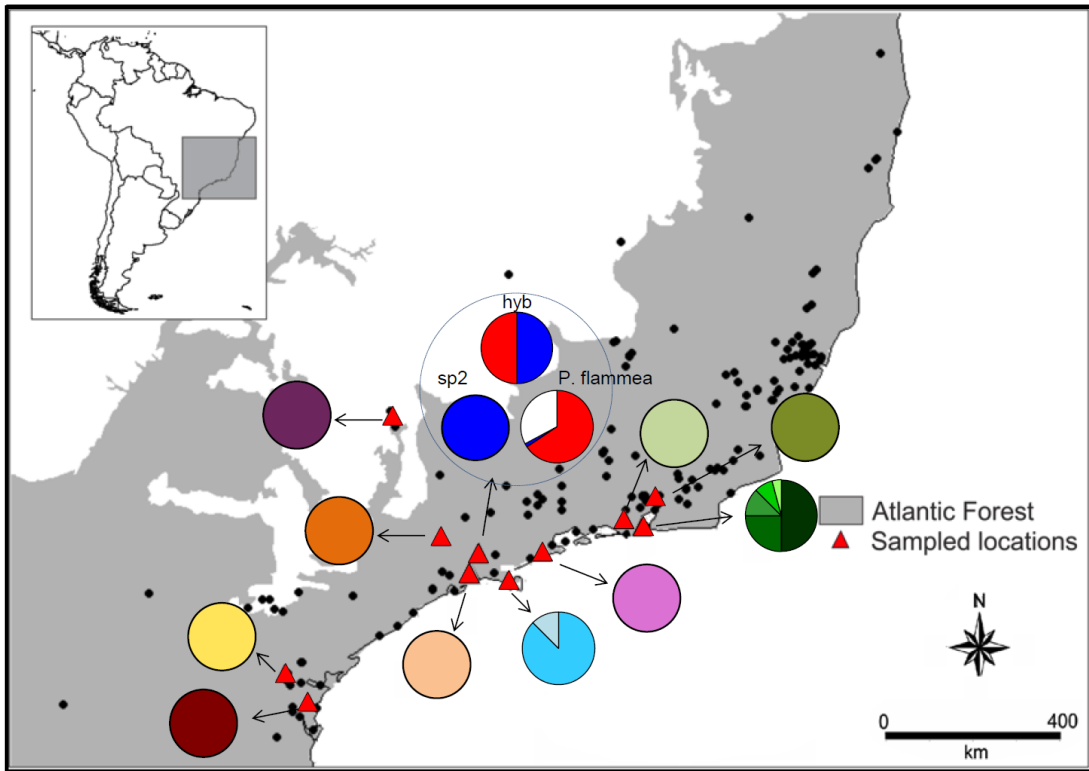 hyb
sp2
P. flammea
Atlantic Forest
Sampled locations
N
0
400
km